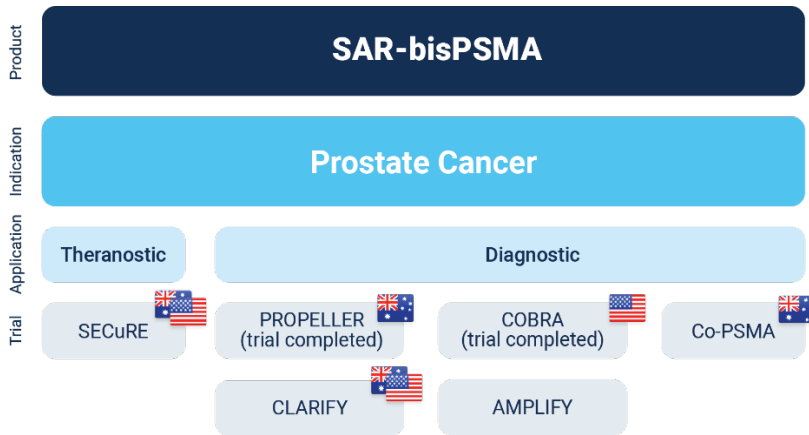 Product
SAR-bisPSMA
Indication
Prostate Cancer
Application
Theranostic
Diagnostic
Trial
SECuRE
PROPELLER
(trial completed)
COBRA
(trial completed)
Co-PSMA
CLARIFY
AMPLIFY